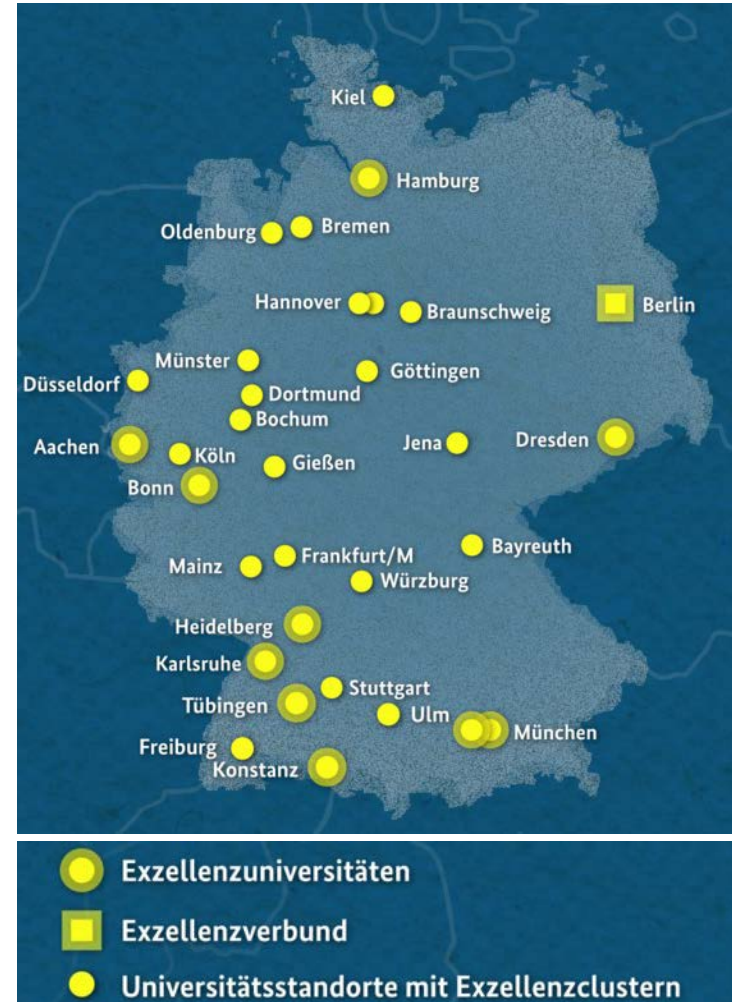 Kiel
Hamburg
Oldenburg
Bremen
Hannover
Braunschweig
Berlin
Münster
Göttingen
Düsseldorf
Dortmund
Bochum
Aachen
Köln
Jena
Dresden
Gießen
Bonn
Bayreuth
Frankfurt/M
Mainz
Würzburg
Heidelberg
Karlsruhe
Stuttgart
Tübingen
Ulm
München
Freiburg
Konstanz
Exzellenzuniversitäten
Exzellenzverbund
Universitätsstandorte mit Exzellenzclustern